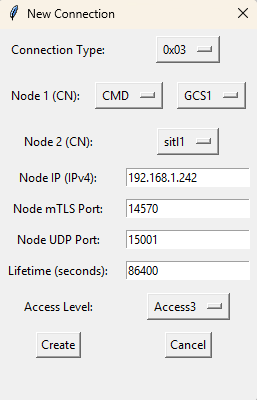 New Connection
Connection Type: 0x03
Node 1 (CN): CMD GCS1
Node 2 (CN): sitl1
Node IP (IPv4): 192.168.1.242
Node mTLS Port: 14570
Node UDP Port: 15001
Lifetime (seconds): 86400
Access Level: Access3
Create Cancel